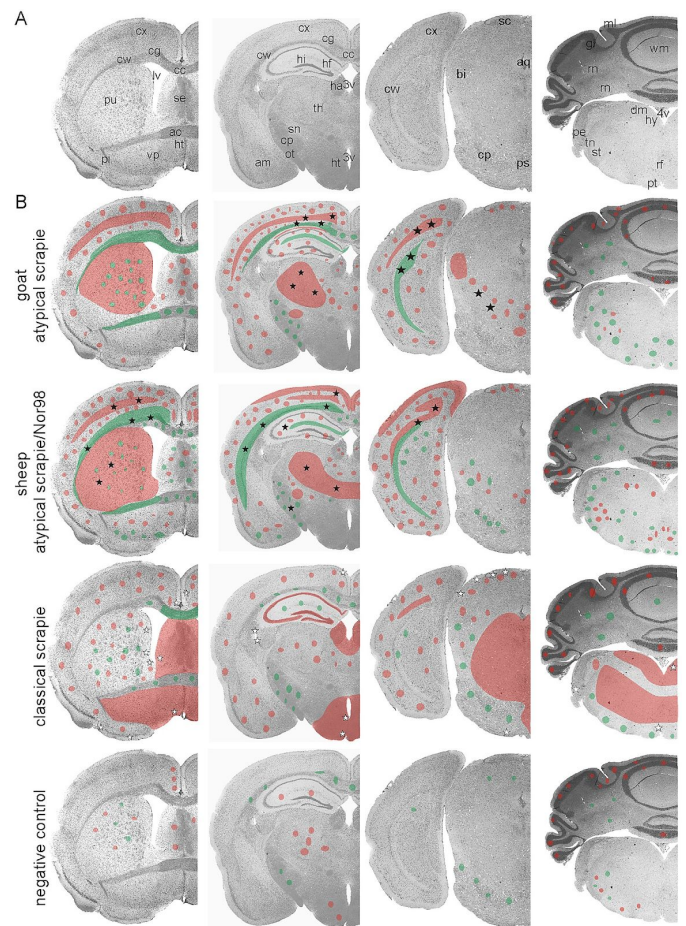 A
cx
cg
cw
cc
lv
pu
se
ac
ht
pi
vp
cx
cg
cw
cc
hi
hf
ha
3v
th
sn
cp
ot
am
ht
3v
cx
sc
aq
bi
cw
cp
ps
ml
gl
wm
rn
rn
dm
4v
hy
pe
tn
st
rf
pt
B
goat
atypical scrapie
sheep
atypical scrapie/Nor98
classical scrapie
negative control